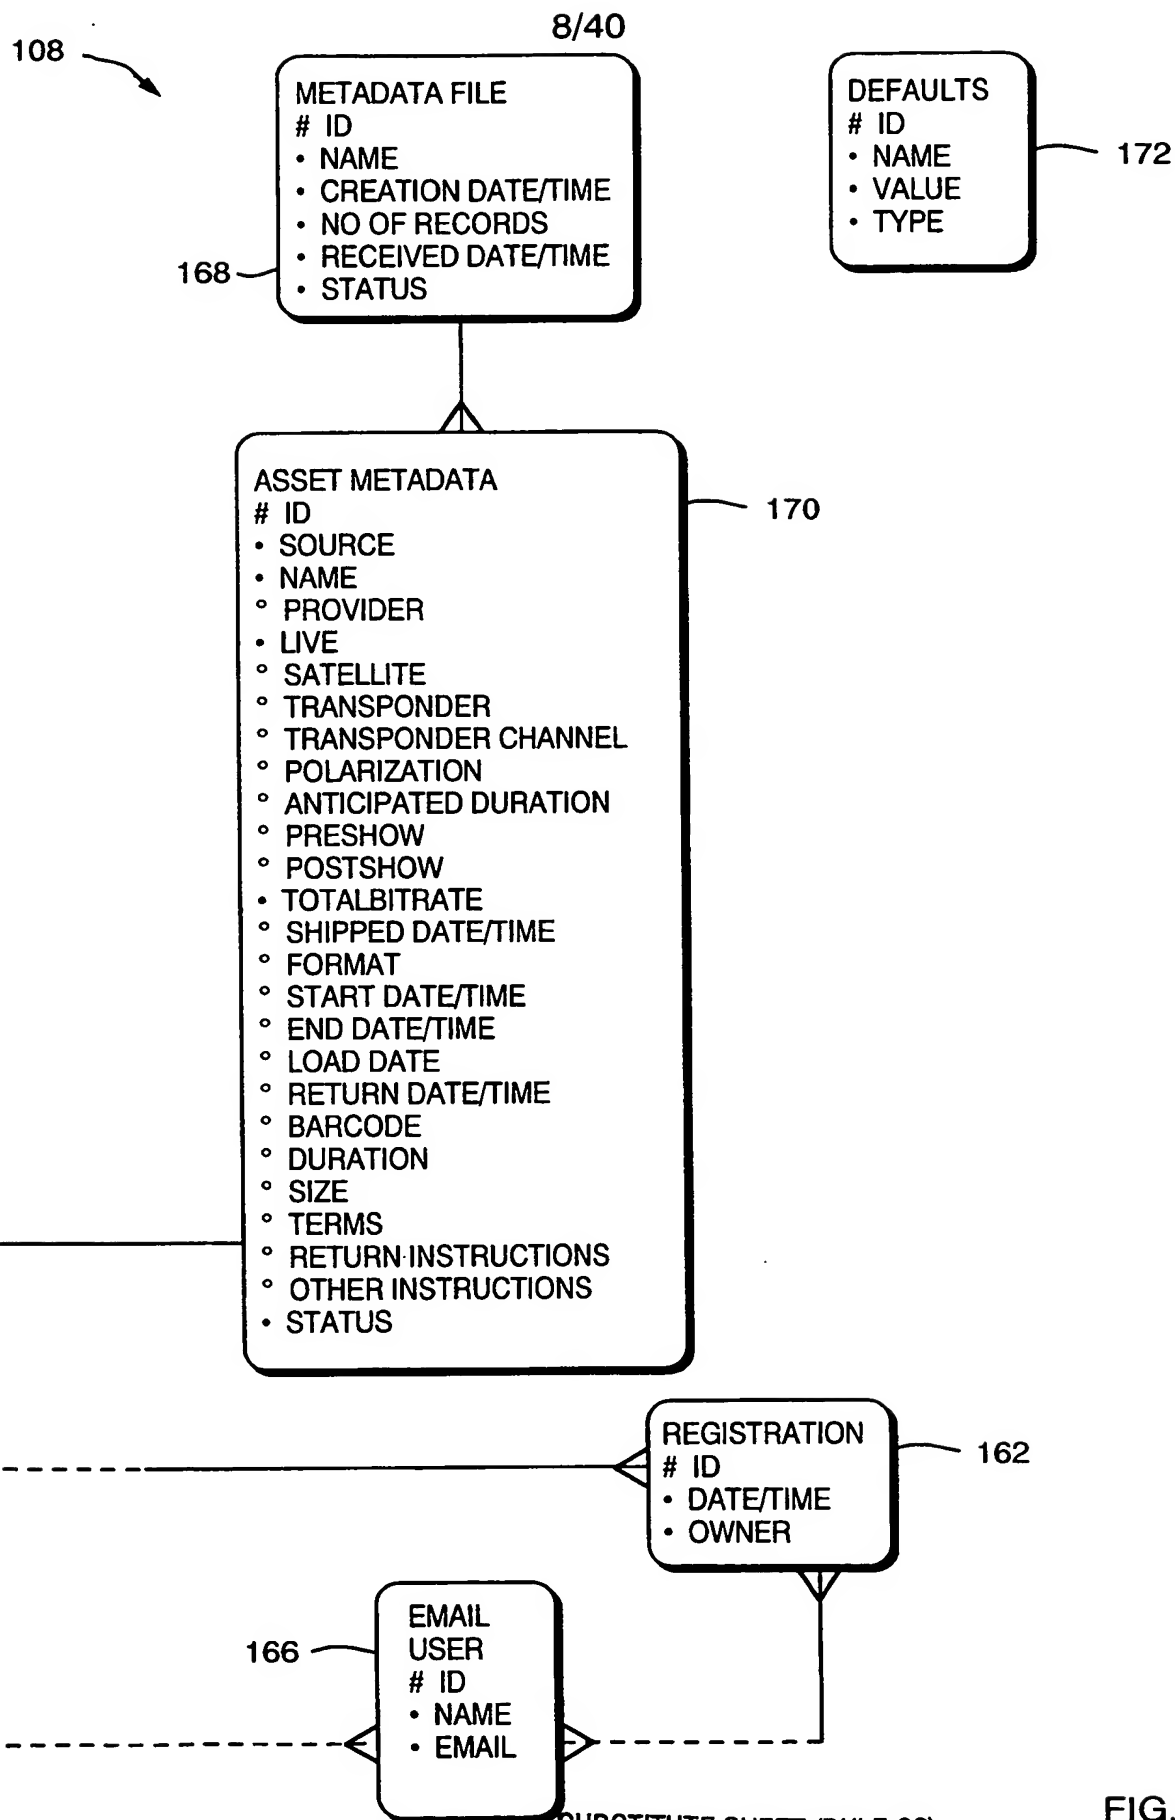 8/40
108
METADATA FILE
# ID
• NAME
• CREATION DATE/TIME
• NO OF RECORDS
• RECEIVED DATE/TIME
• STATUS
168
DEFAULTS
# ID
• NAME
• VALUE
• TYPE
172
ASSET METADATA
# ID
• SOURCE
• NAME
° PROVIDER
• LIVE
° SATELLITE
° TRANSPONDER
° TRANSPONDER CHANNEL
° POLARIZATION
° ANTICIPATED DURATION
° PRESHOW
° POSTSHOW
• TOTALBITRATE
° SHIPPED DATE/TIME
° FORMAT
° START DATE/TIME
° END DATE/TIME
° LOAD DATE
° RETURN DATE/TIME
° BARCODE
° DURATION
° SIZE
° TERMS
° RETURN INSTRUCTIONS
° OTHER INSTRUCTIONS
• STATUS
170
REGISTRATION
# ID
• DATE/TIME
• OWNER
162
EMAIL
USER
# ID
• NAME
• EMAIL
166
FIG.